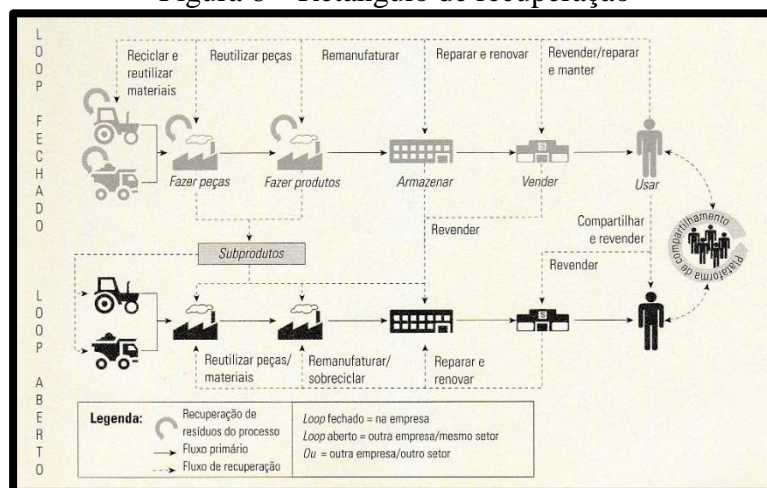 Figura 6 – Retângulo de recuperação
LOOP FECHADO
Reciclar e
reutilizar
materiais
Reutilizar peças
Remanufaturar
Reparar e renovar
Revender/reparar
e manter
Fazer peças
Fazer produtos
Armazenar
S
Vender
Usar
Compartilhar
e revender
Plataforma de compartilhamento
Subprodutos
Revender
Revender
LOOP ABERTO
S
Reutilizar peças/
materiais
Remanufaturar/
sobreciclar
Reparar e
renovar
Legenda:
Recuperação de
resíduos do processo
Fluxo primário
Fluxo de recuperação
Loop fechado = na empresa
Loop aberto = outra empresa/mesmo setor
Ou = outra empresa/outro setor